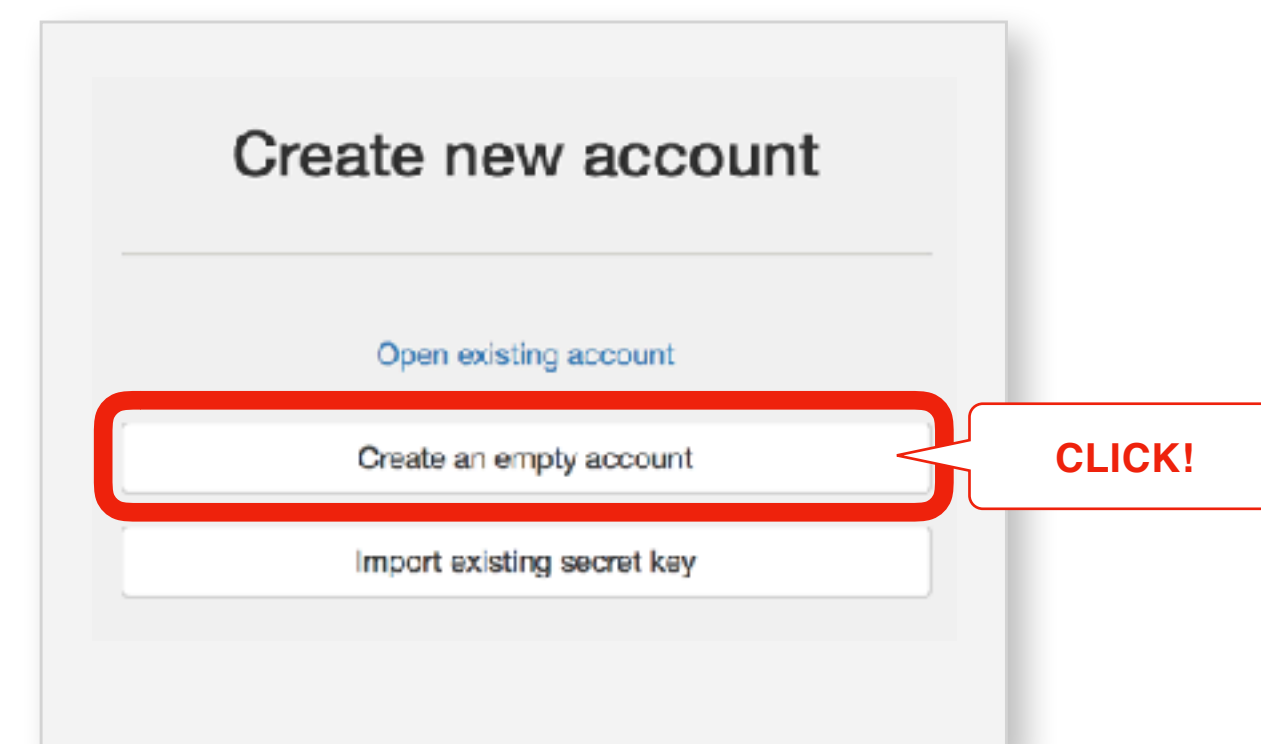 Create new account
Open existing account
Create an empty account
CLICK!
Import existing secret key